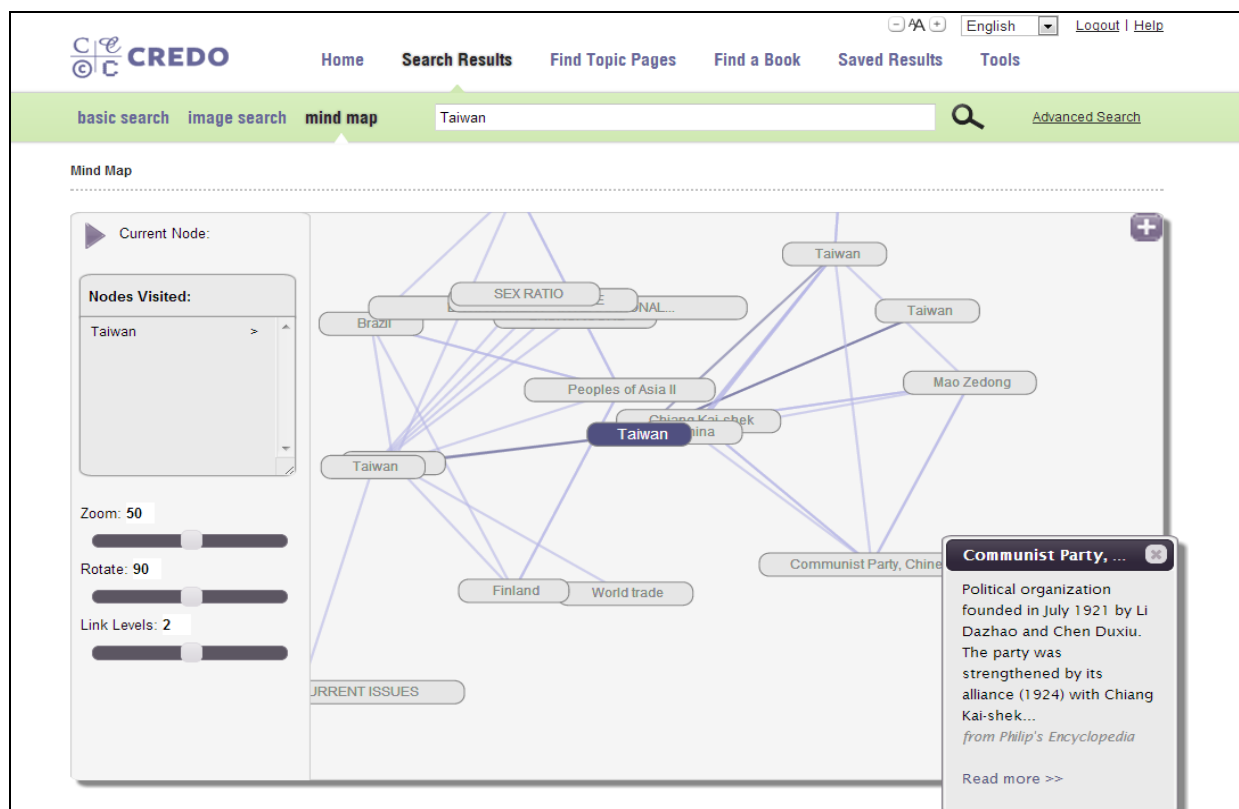 English Logout | Help
CREDO
Home Search Results Find Topic Pages Find a Book Saved Results Tools
basic search image search mind map Taiwan Advanced Search
Mind Map
Current Node:
Nodes Visited:
Taiwan >
Zoom: 50
Rotate: 90
Link Levels: 2
Taiwan
SEX RATIO
Taiwan
Brazil
Peoples of Asia II
Mao Zedong
Chiang Kai-shek
Taiwan
Taiwan
Communist Party, Chine
Finland
World trade
URRENT ISSUES
Communist Party, ...
Political organization
founded in July 1921 by Li
Dazhao and Chen Duxiu.
The party was
strengthened by its
alliance (1924) with Chiang
Kai-shek...
from Philip's Encyclopedia
Read more >>